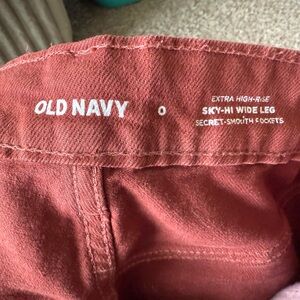 OLD NAVY
0
EXTRA HIGH-RISE
SKY-HI WIDE LEG
SECRET-SMOOTH POCKETS